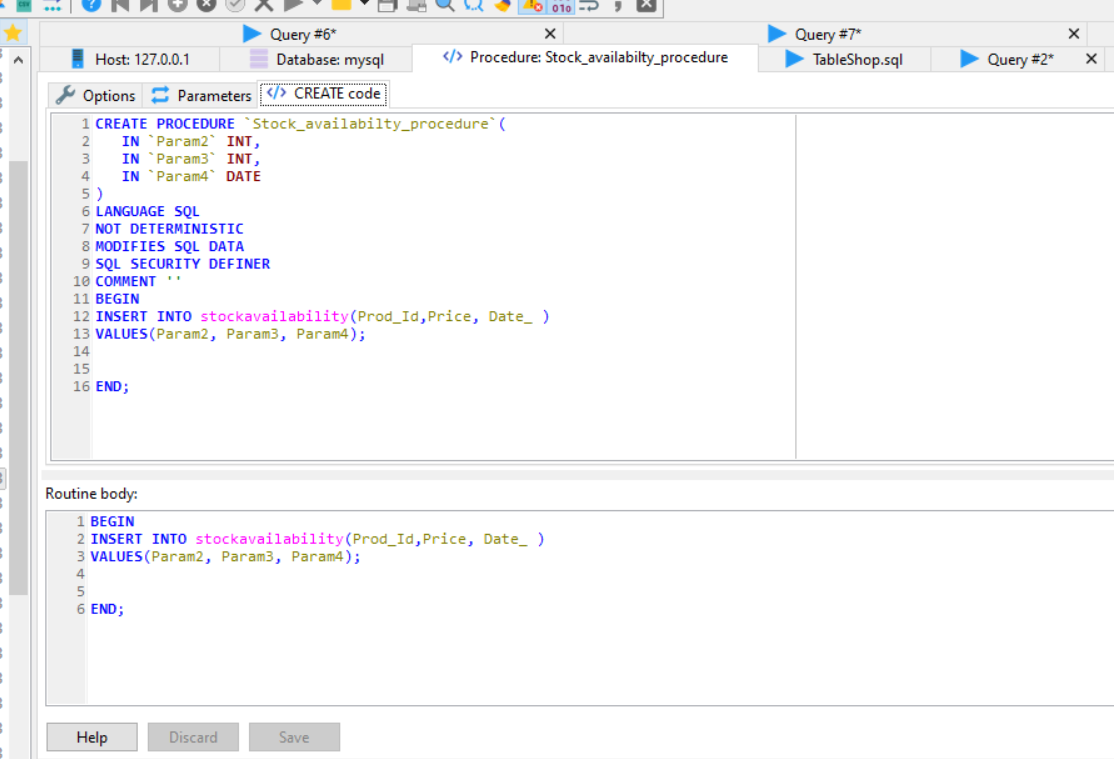 Query #6*
Query #7*
Host: 127.0.0.1
Database: mysql
Procedure: Stock_availabilty_procedure
TableShop.sql
Query #2*
Options
Parameters
CREATE code
1 CREATE PROCEDURE `Stock_availabilty_procedure`(
2 IN `Param2` INT,
3 IN `Param3` INT,
4 IN `Param4` DATE
5 )
6 LANGUAGE SQL
7 NOT DETERMINISTIC
8 MODIFIES SQL DATA
9 SQL SECURITY DEFINER
10 COMMENT ''
11 BEGIN
12 INSERT INTO stockavailability(Prod_Id,Price, Date_ )
13 VALUES(Param2, Param3, Param4);
14
15
16 END;
Routine body:
1 BEGIN
2 INSERT INTO stockavailability(Prod_Id,Price, Date_ )
3 VALUES(Param2, Param3, Param4);
4
5
6 END;
Help
Discard
Save